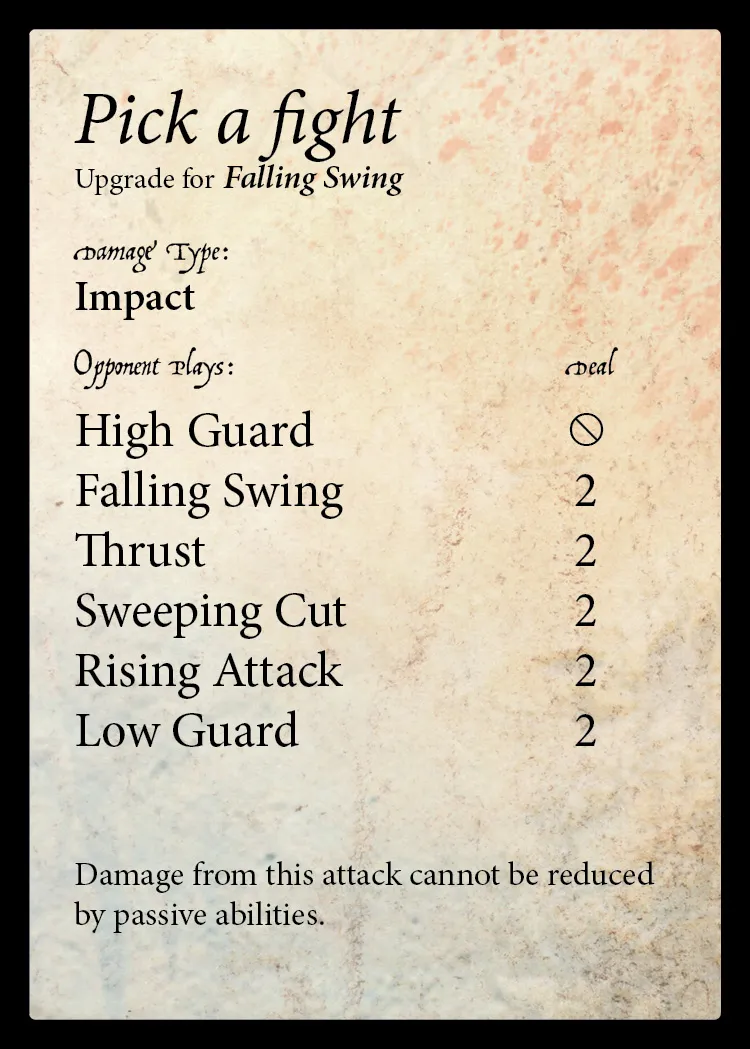 Pick a fight
Upgrade for Falling Swing
Damage Type:
Impact
Opponent Plays: Deal
High Guard 🛇
Falling Swing 2
Thrust 2
Sweeping Cut 2
Rising Attack 2
Low Guard 2
Damage from this attack cannot be reduced
by passive abilities.